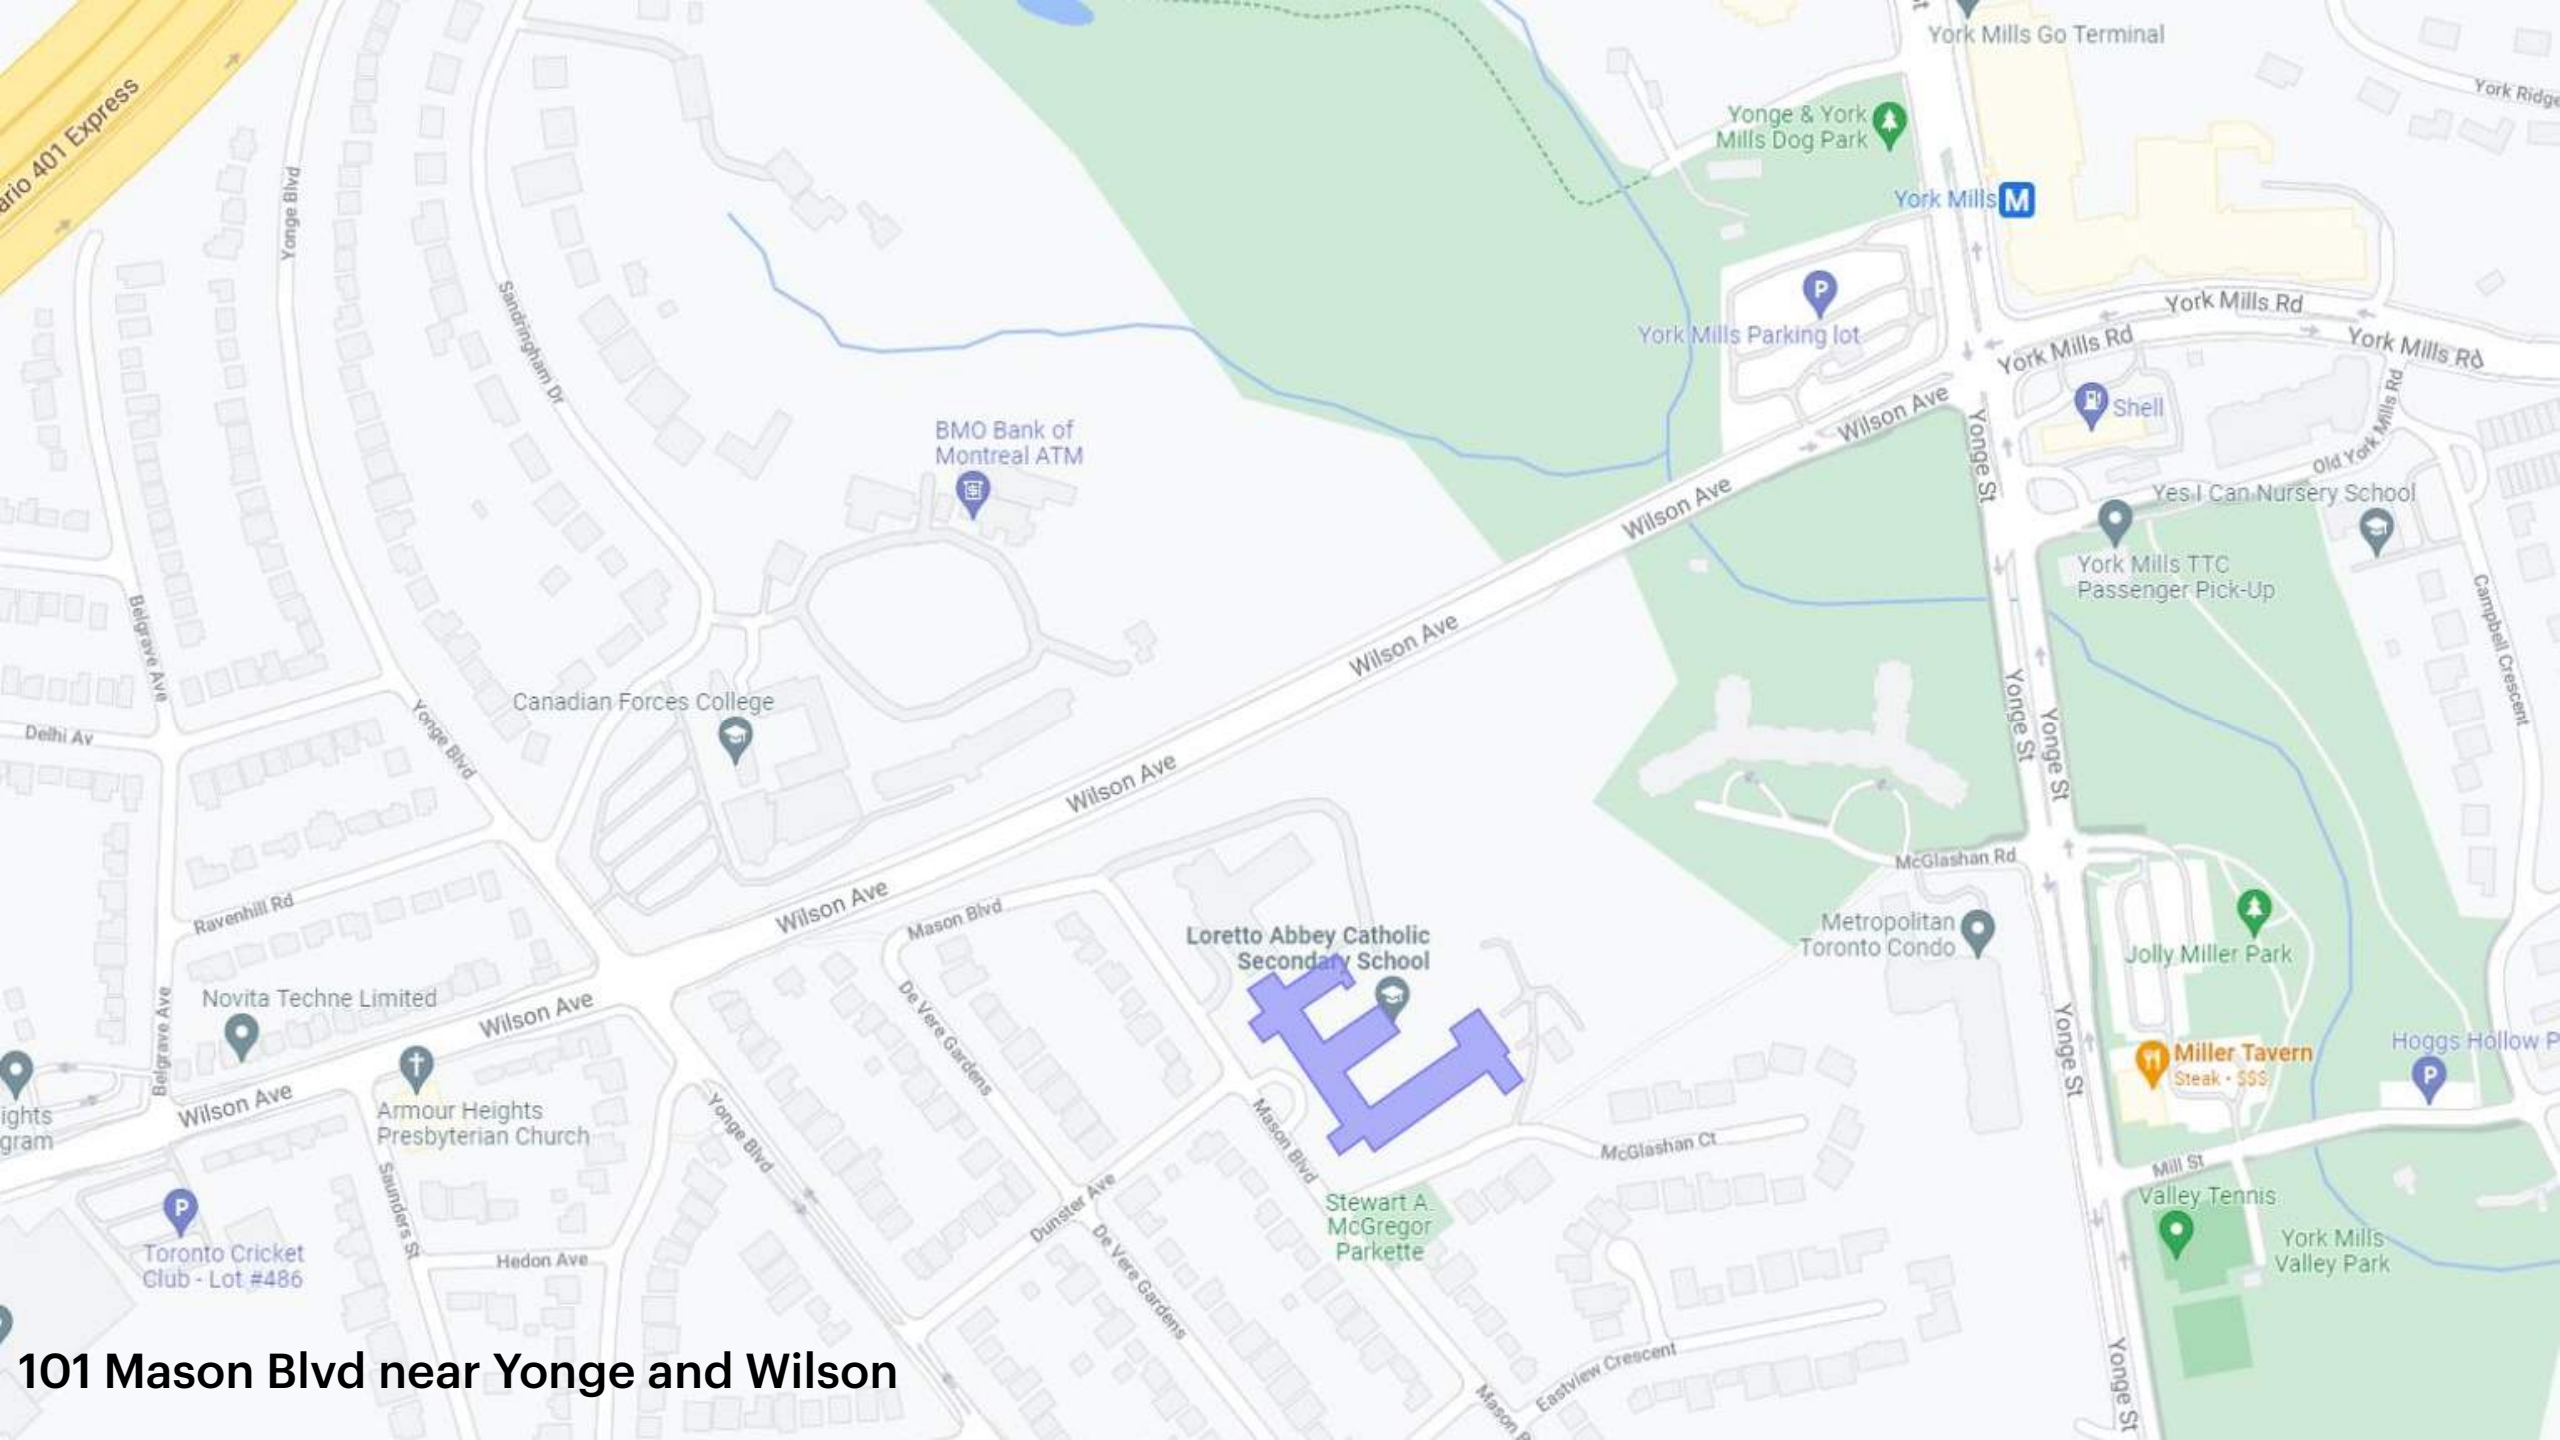 York Mills Go Terminal
York Ridge
ario 401 Express
Yonge & York
Mills Dog Park
Yonge Blvd
York Mills
M
P
York Mills Parking lot
York Mills Rd
York Mills Rd
York Mills Rd
Sandringham Dr
Shell
Wilson Ave
Old York Mills Rd
Yonge St
BMO Bank of
Montreal ATM
Yes I Can Nursery School
Wilson Ave
York Mills TTC
Passenger Pick-Up
Campbell Crescent
Belgrave Ave
Wilson Ave
Canadian Forces College
Yonge St
Yonge St
Delhi Av
Yonge Blvd
Wilson Ave
McGlashan Rd
Ravenhill Rd
Wilson Ave
Mason Blvd
Loretto Abbey Catholic
Secondary School
Metropolitan
Toronto Condo
Jolly Miller Park
Novita Techne Limited
Wilson Ave
De Vere Gardens
Belgrave Ave
Yonge St
Miller Tavern
Steak • $$$
Hoggs Hollow P
P
Wilson Ave
ights
gram
Armour Heights
Presbyterian Church
Yonge Blvd
Mason Blvd
McGlashan Ct
Mill St
Saunders St
Dunster Ave
Stewart A.
McGregor
Parkette
Valley Tennis
P
Toronto Cricket
Club - Lot #486
Hedon Ave
De Vere Gardens
York Mills
Valley Park
Eastview Crescent
Mason
Yonge St
101 Mason Blvd near Yonge and Wilson